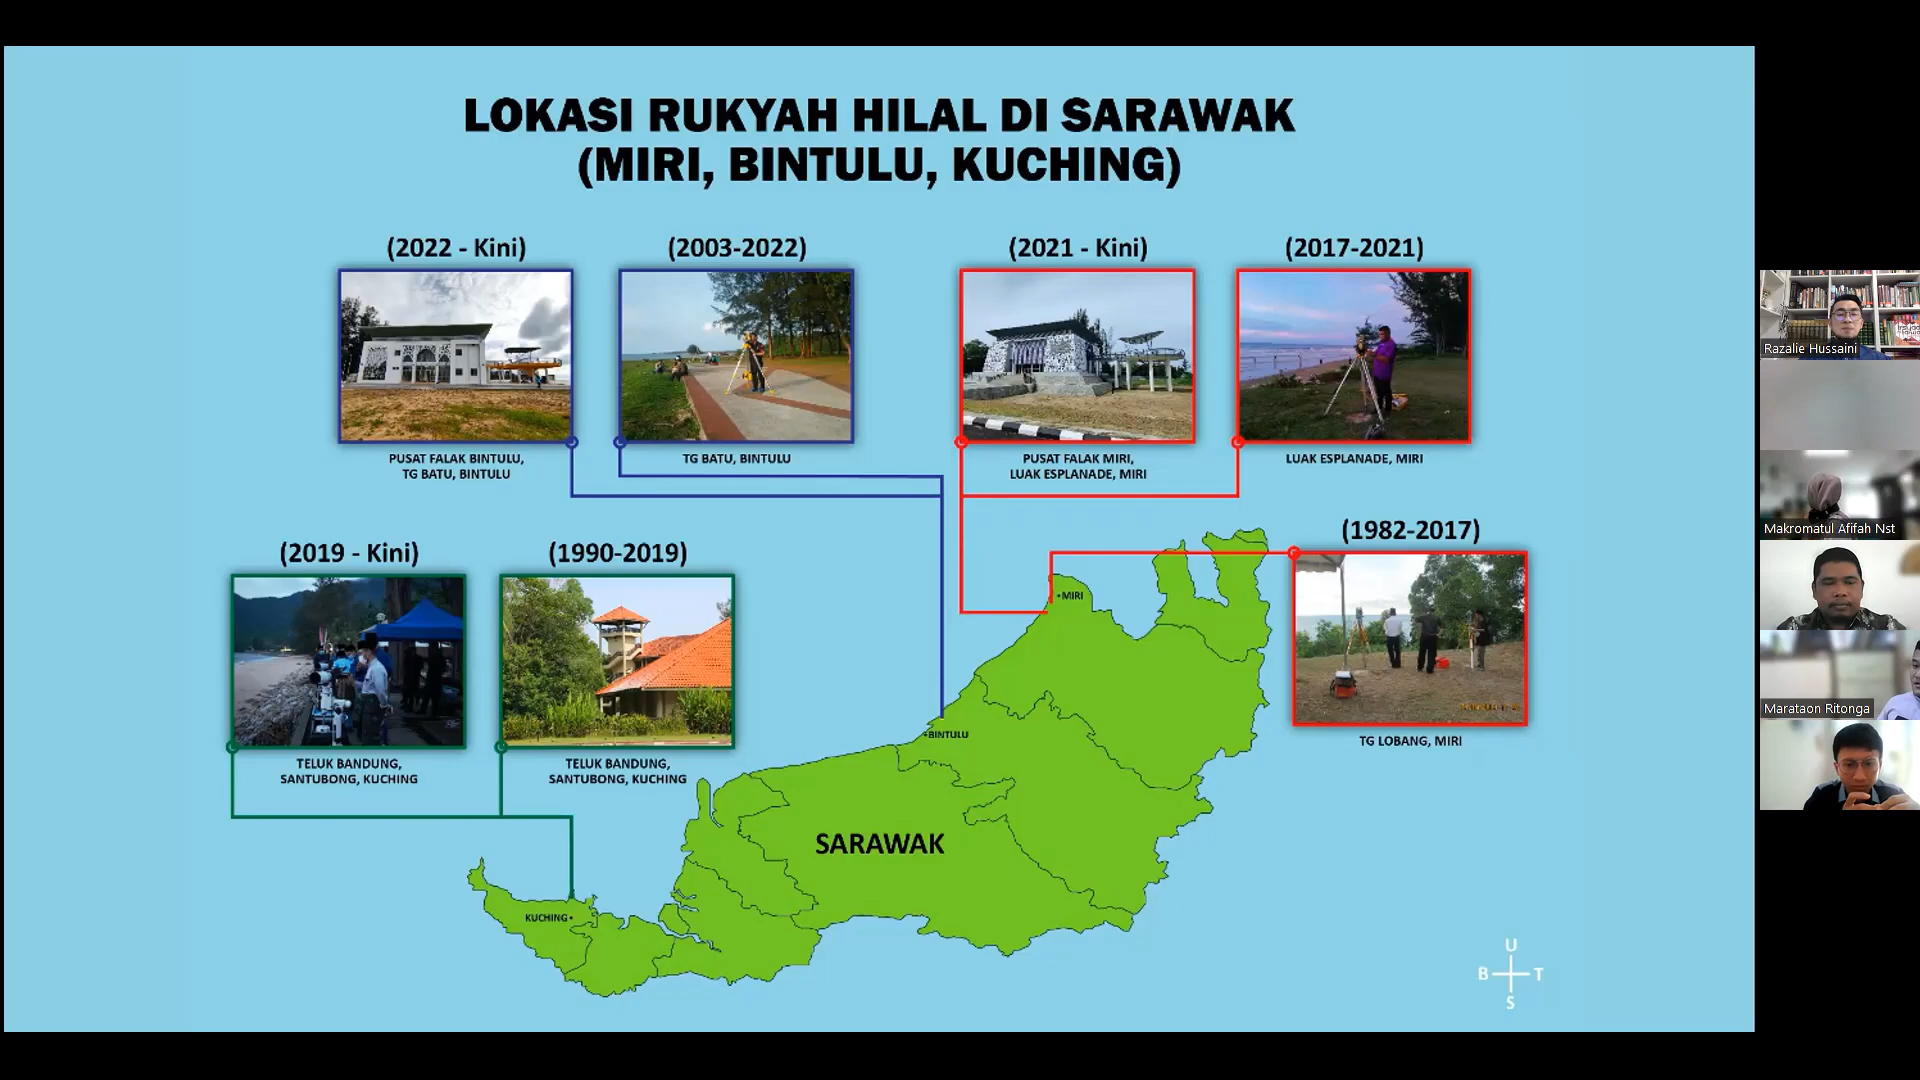 LOKASI RUKYAH HILAL DI SARAWAK
(MIRI, BINTULU, KUCHING)
(2022 - Kini)
PUSAT FALAK BINTULU,
TG BATU, BINTULU
(2003-2022)
TG BATU, BINTULU
(2021 - Kini)
PUSAT FALAK MIRI,
LUAK ESPLANADE, MIRI
(2017-2021)
LUAK ESPLANADE, MIRI
(2019 - Kini)
TELUK BANDUNG,
SANTUBONG, KUCHING
(1990-2019)
TELUK BANDUNG,
SANTUBONG, KUCHING
(1982-2017)
TG LOBANG, MIRI
MIRI
BINTULU
SARAWAK
KUCHING
U
B T
S
Razalie Hussaini
Makromatul Afifah Nst
Marataon Ritonga